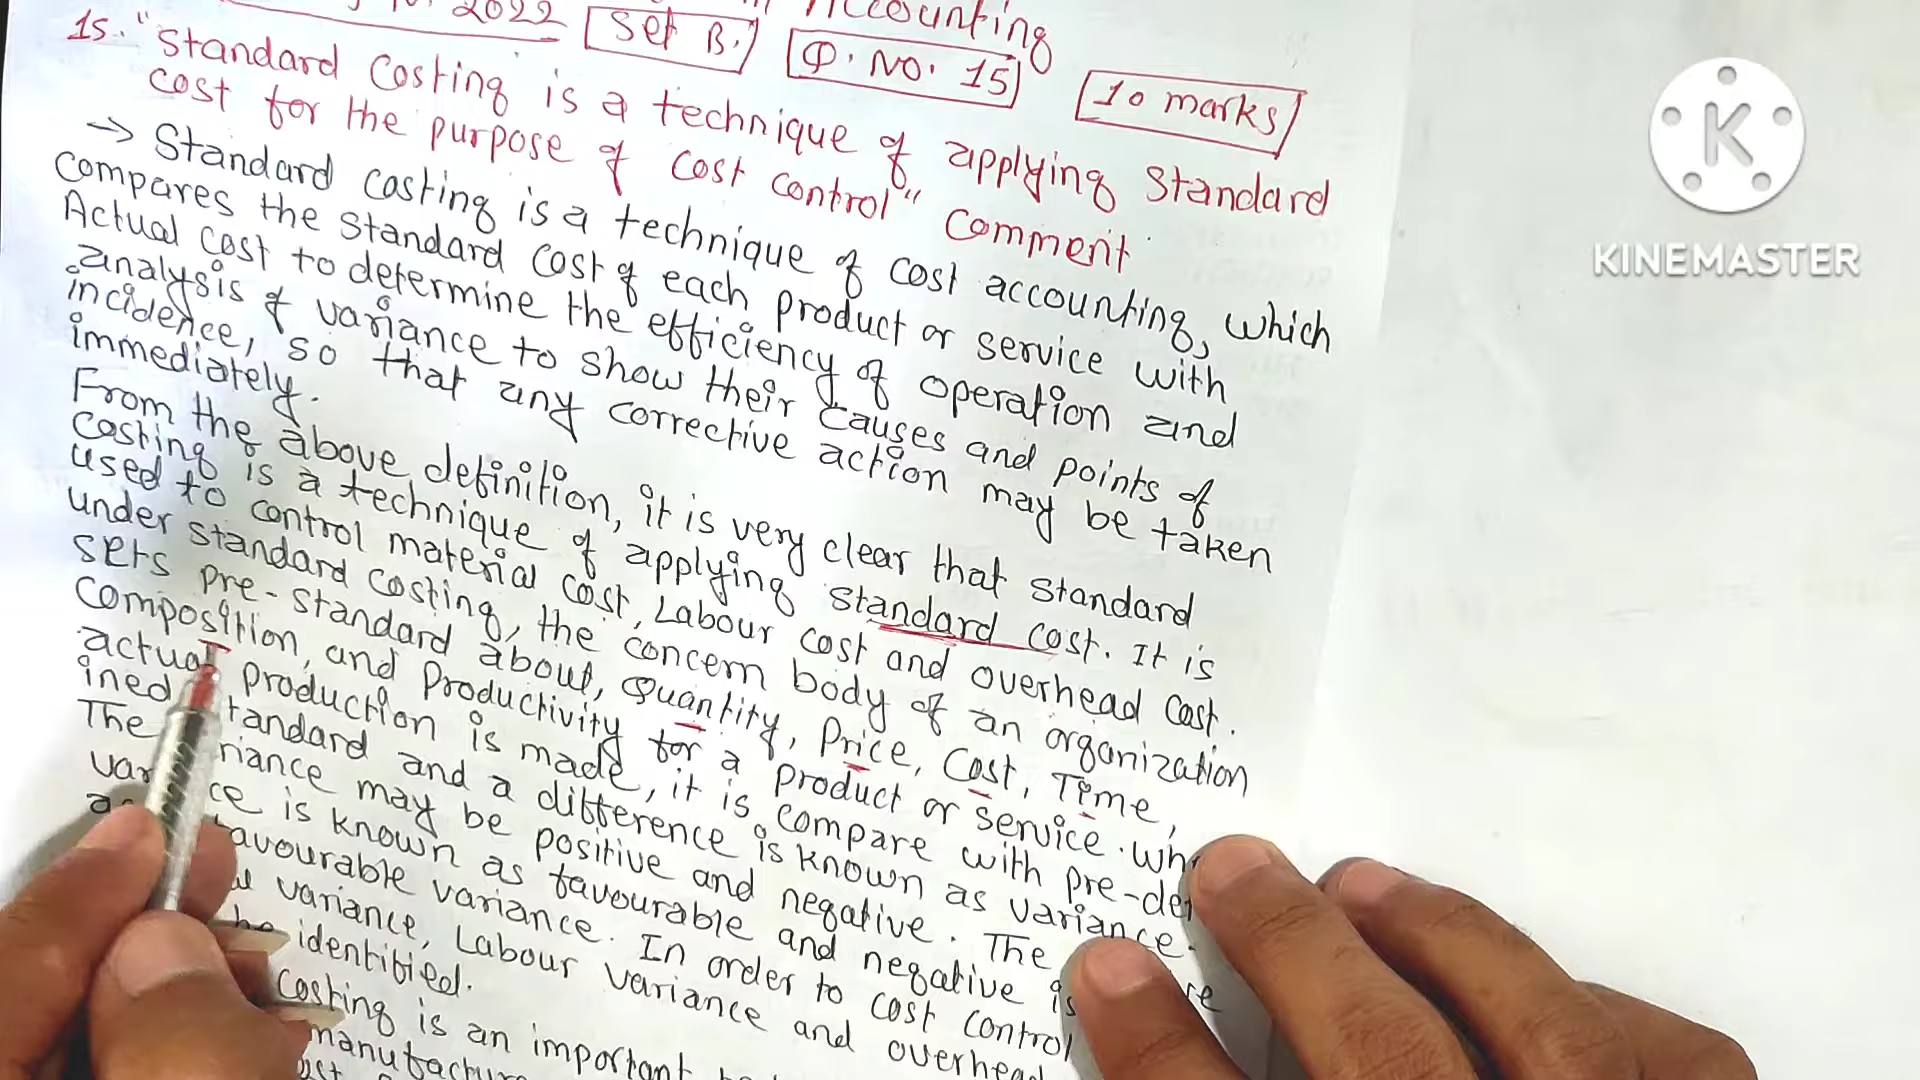 2022 Set B. Accounting
Q. NO. 15
10 marks
15. "Standard Costing is a technique of applying Standard
cost for the purpose of cost control" Comment
→ Standard costing is a technique of cost accounting, which
compares the standard cost of each product or service with
Actual cost to determine the efficiency of operation and
analysis of variance to show their causes and points of
incidence, so that any corrective action may be taken
immediately.
From the above definition, it is very clear that standard
costing is a technique of applying standard cost. It is
used to control material cost, Labour cost and overhead cost.
under standard costing, the concern body of an organization
sets pre-standard about, Quantity, Price, Cost, Time,
composition, and Productivity for a product or service.
actual production is made, it is compare with pre-
ined and a difference is known as variance.
The may be positive and negative. The
is known as favourable and negative is
variance. In order to cost control
variance, Labour variance and
identified.
costing is an important
KINEMASTER